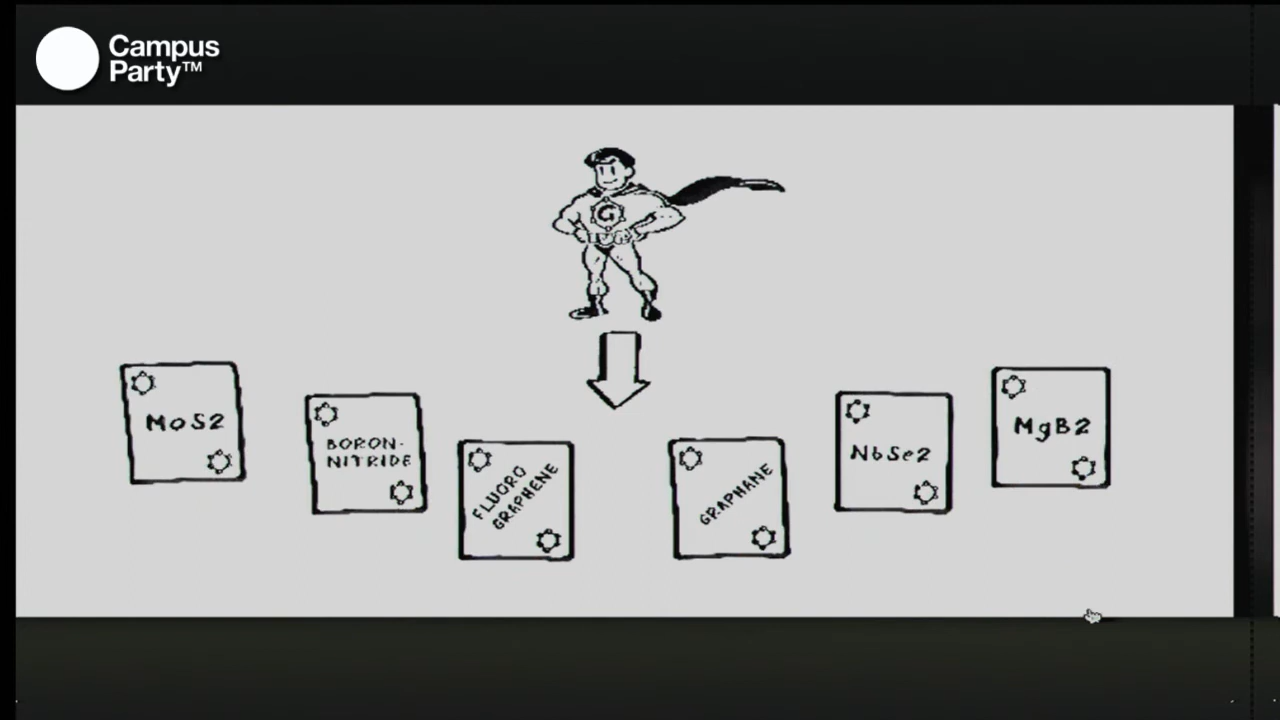 Campus
Party™
G
MoS2
BORON-
NITRIDE
FLUORO
GRAPHENE
GRAPHANE
NbSe2
MgB2